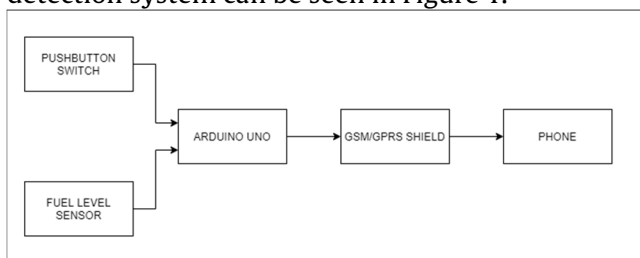 detection system can be seen in Figure 1.
PUSHBUTTON
SWITCH
ARDUINO UNO
GSM/GPRS SHIELD
PHONE
FUEL LEVEL
SENSOR